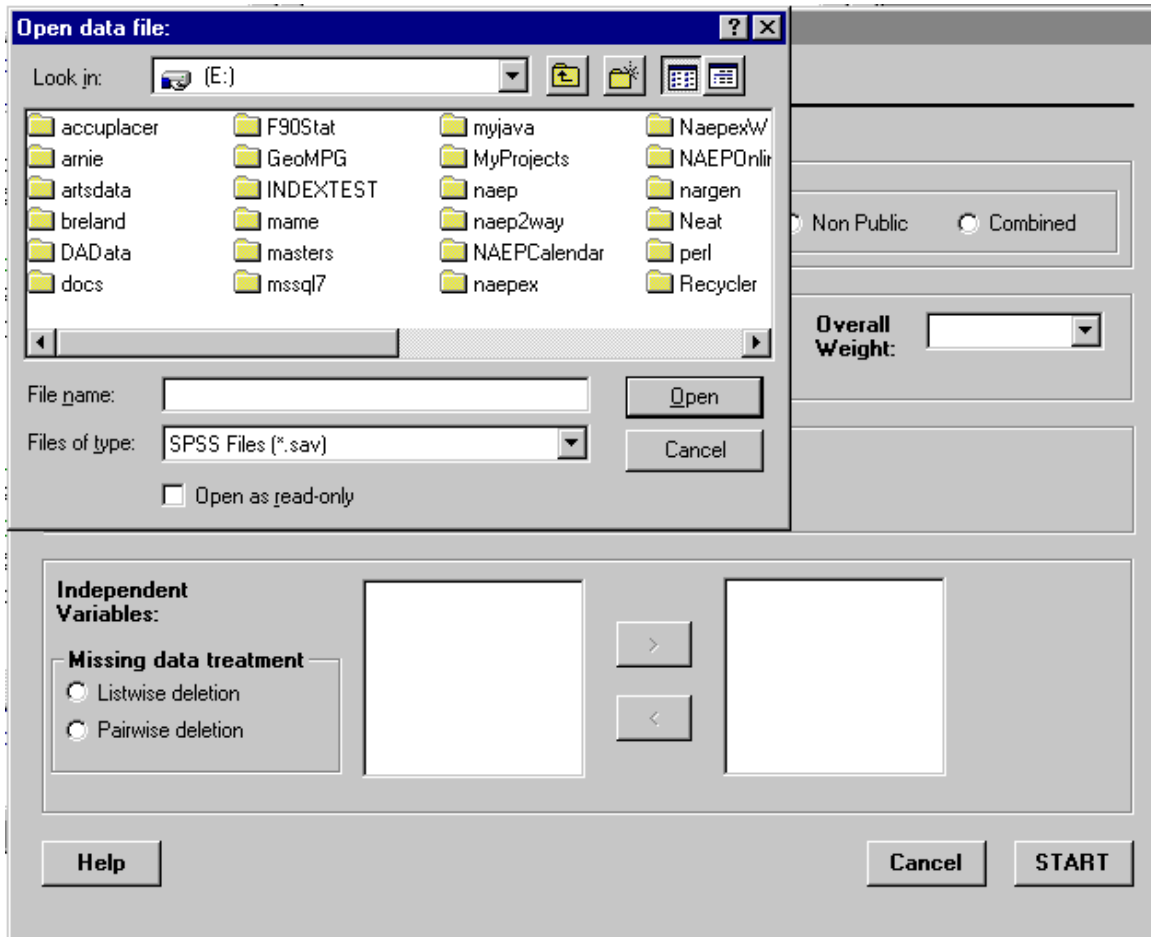 Open data file:
Look in: (E:)
accuplacer F90Stat myjava NaepexW
arnie GeoMPG MyProjects NAEPOnlin
artsdata INDEXTEST naep nargen
breland mame naep2way Neat
DAData masters NAEPCalendar perl
docs mssql7 naepex Recycler
Non Public Combined
Overall
Weight:
File name: Open
Files of type: SPSS Files (*.sav) Cancel
Open as read-only
Independent
Variables:
Missing data treatment
Listwise deletion
Pairwise deletion
>
<
Help Cancel START